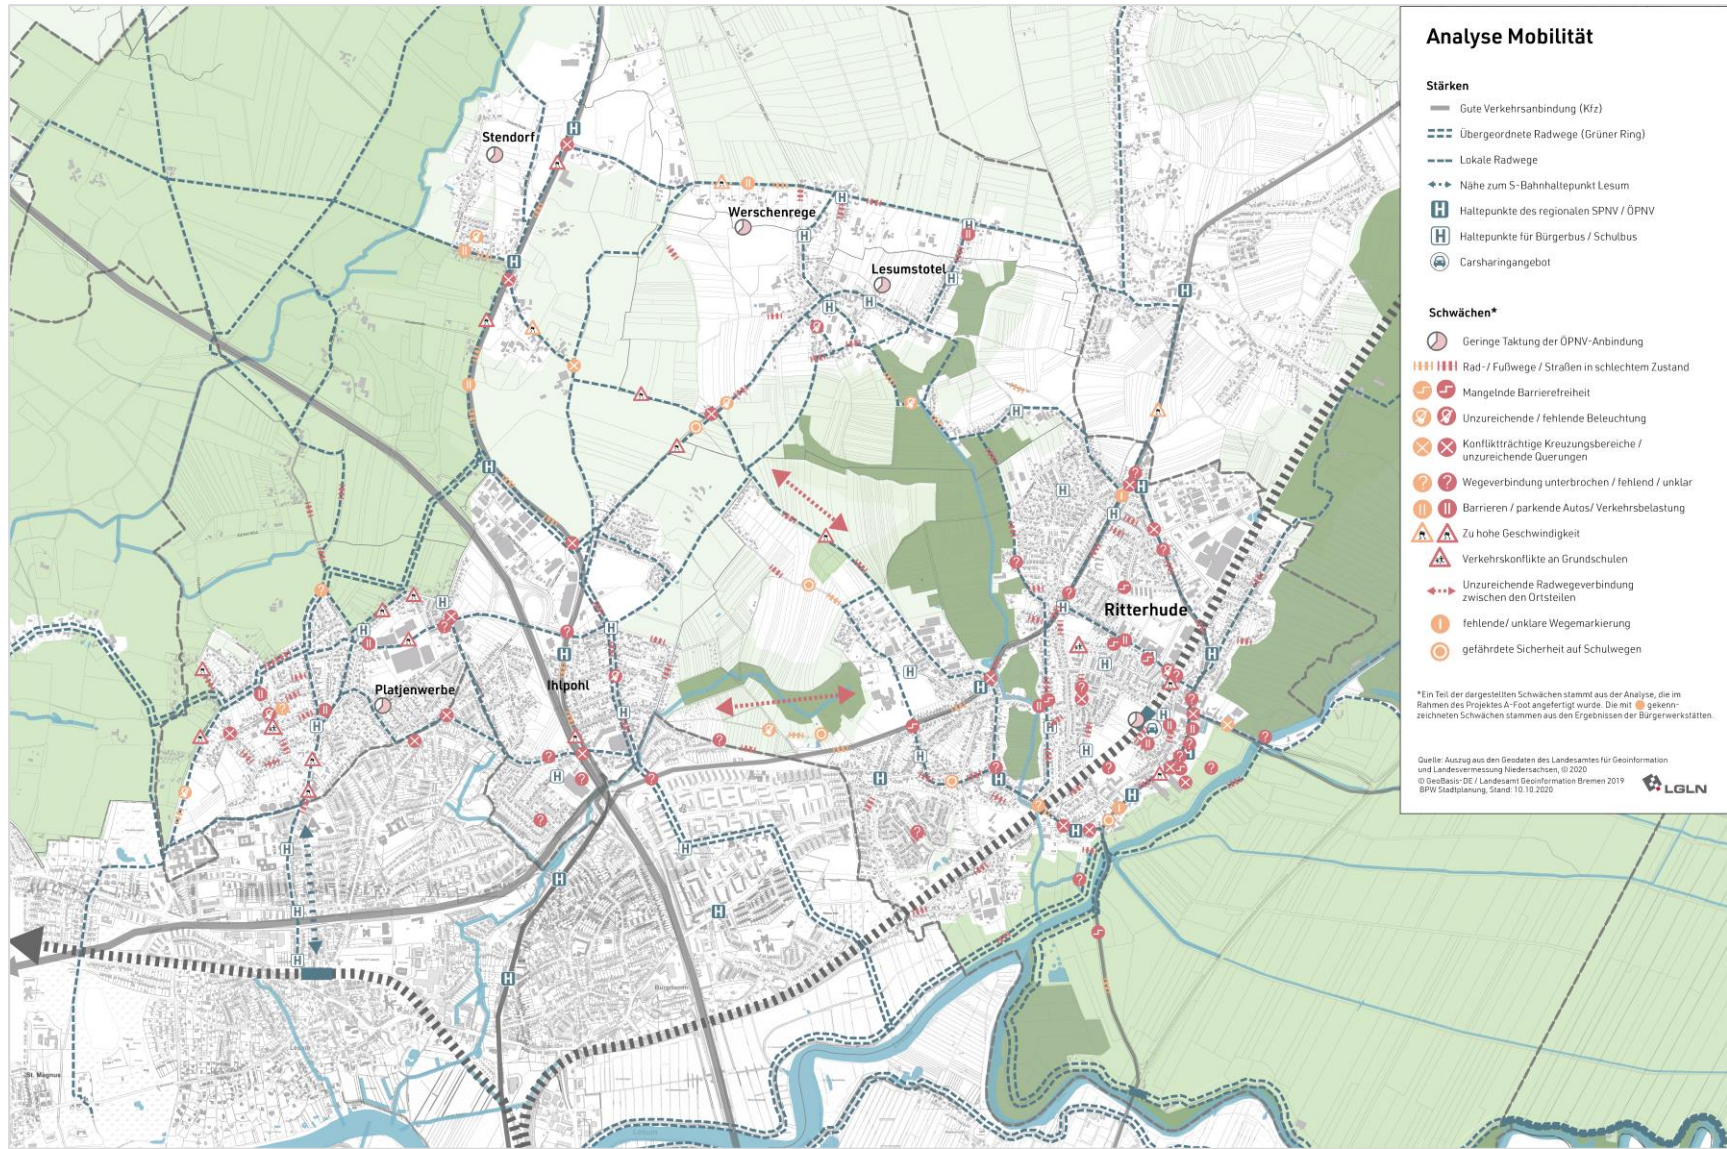 Analyse Mobilität
Stärken
Gute Verkehrsanbindung (Kfz)
Übergeordnete Radwege (Grüner Ring)
Lokale Radwege
Nähe zum S-Bahnhaltepunkt Lesum
H Haltepunkte des regionalen SPNV / ÖPNV
H Haltepunkte für Bürgerbus / Schulbus
Carsharingangebot
Schwächen*
Geringe Taktung der ÖPNV-Anbindung
Rad-/ Fußwege / Straßen in schlechtem Zustand
Mangelnde Barrierefreiheit
Unzureichende / fehlende Beleuchtung
Konfliktträchtige Kreuzungsbereiche /
unzureichende Querungen
Wegeverbindung unterbrochen / fehlend / unklar
Barrieren / parkende Autos/ Verkehrsbelastung
Zu hohe Geschwindigkeit
Verkehrskonflikte an Grundschulen
Unzureichende Radwegeverbindung
zwischen den Ortsteilen
fehlende/ unklare Wegemarkierung
gefährdete Sicherheit auf Schulwegen
*Ein Teil der dargestellten Schwächen stammt aus der Analyse, die im
Rahmen des Projektes A-Foot angefertigt wurde. Die mit gekenn-
zeichneten Schwächen stammen aus den Ergebnissen der Bürgerwerkstätten.
Quelle: Auszug aus den Geodaten des Landesamtes für Geoinformation
und Landesvermessung Niedersachsen, © 2020
© GeoBasis-DE / Landesamt Geoinformation Bremen 2019
BPW Stadtplanung, Stand: 10.10.2020
LGLN
Stendorf
Werschenrege
Lesumstotel
Ritterhude
Platjenwerbe
Ihlpohl
Burgdamm
Lesum
St. Magnus
Lesum